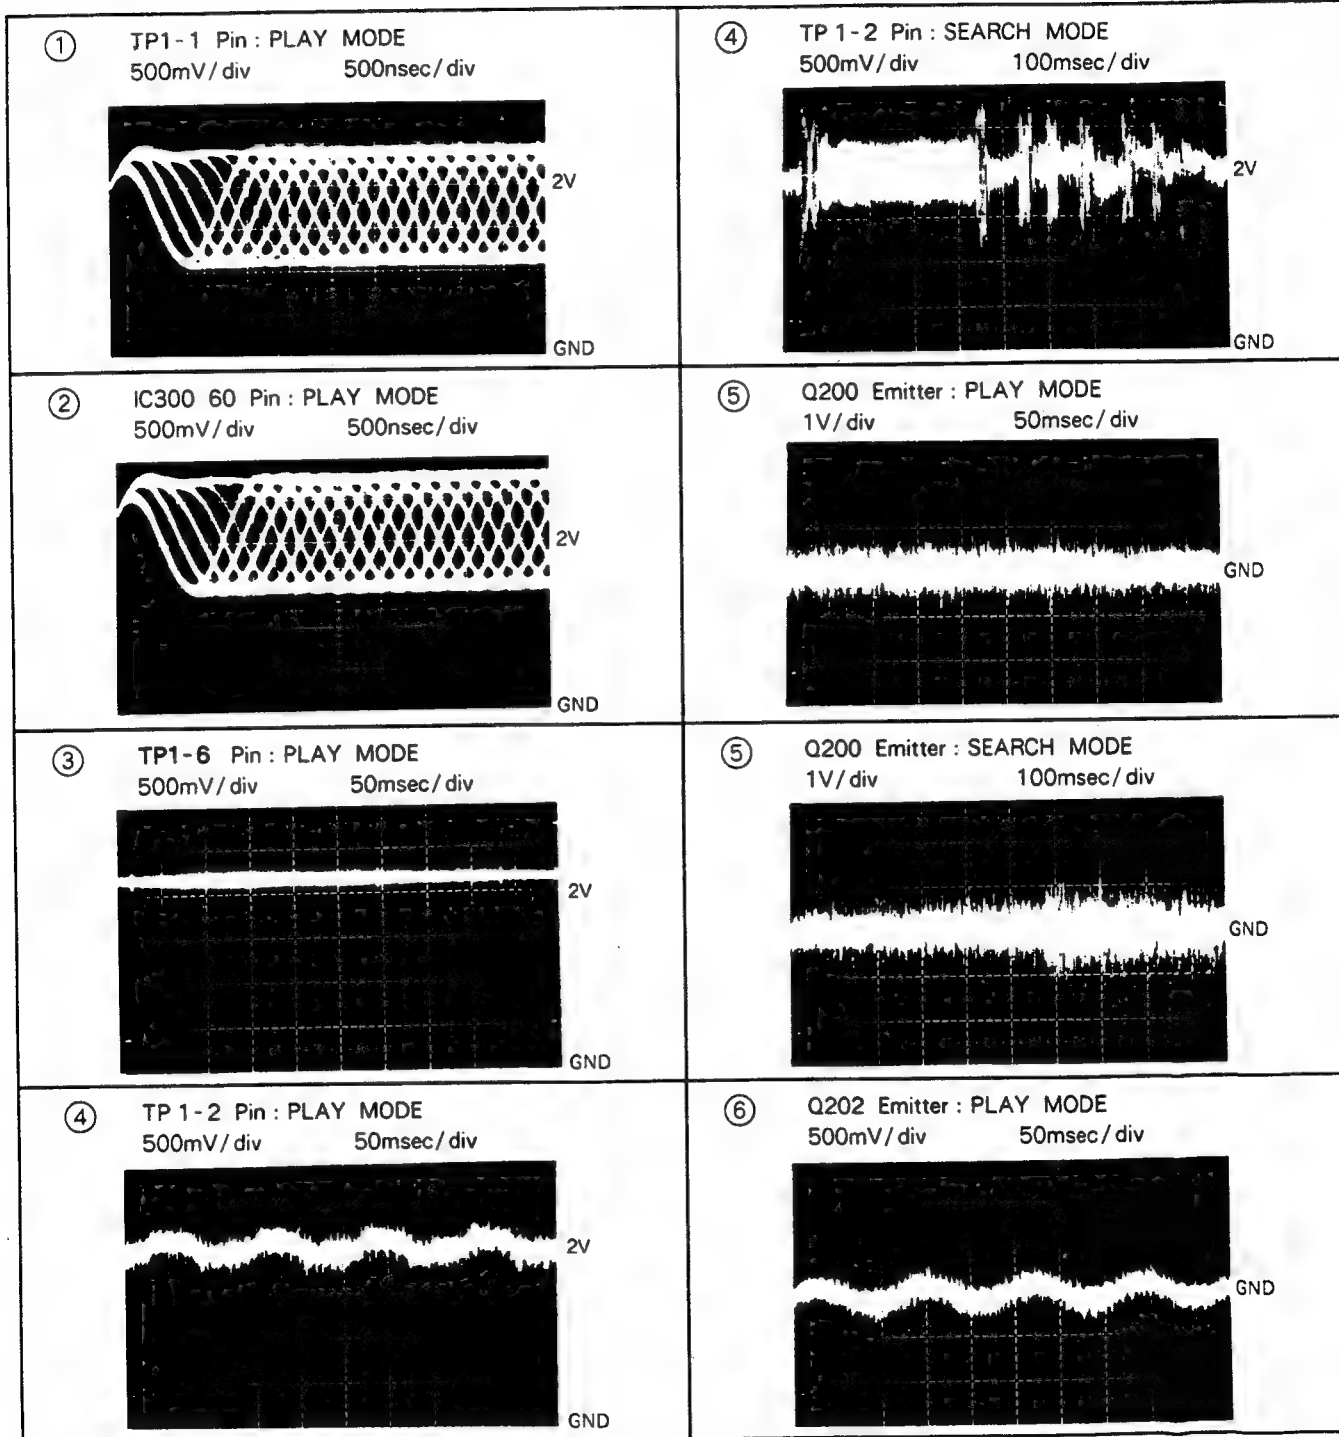 ① TP1-1 Pin : PLAY MODE
500mV/div 500nsec/div
2V
GND
② IC300 60 Pin : PLAY MODE
500mV/div 500nsec/div
2V
GND
③ TP1-6 Pin : PLAY MODE
500mV/div 50msec/div
2V
GND
④ TP 1-2 Pin : PLAY MODE
500mV/div 50msec/div
2V
GND
④ TP 1-2 Pin : SEARCH MODE
500mV/div 100msec/div
2V
GND
⑤ Q200 Emitter : PLAY MODE
1V/div 50msec/div
GND
⑤ Q200 Emitter : SEARCH MODE
1V/div 100msec/div
GND
⑥ Q202 Emitter : PLAY MODE
500mV/div 50msec/div
GND